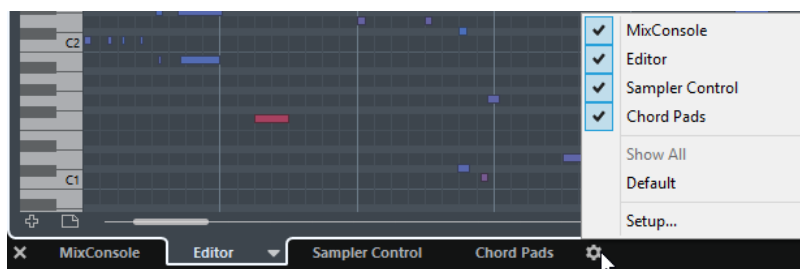 C2
C1
MixConsole
Editor
Sampler Control
Chord Pads
Show All
Default
Setup...
MixConsole Editor Sampler Control Chord Pads